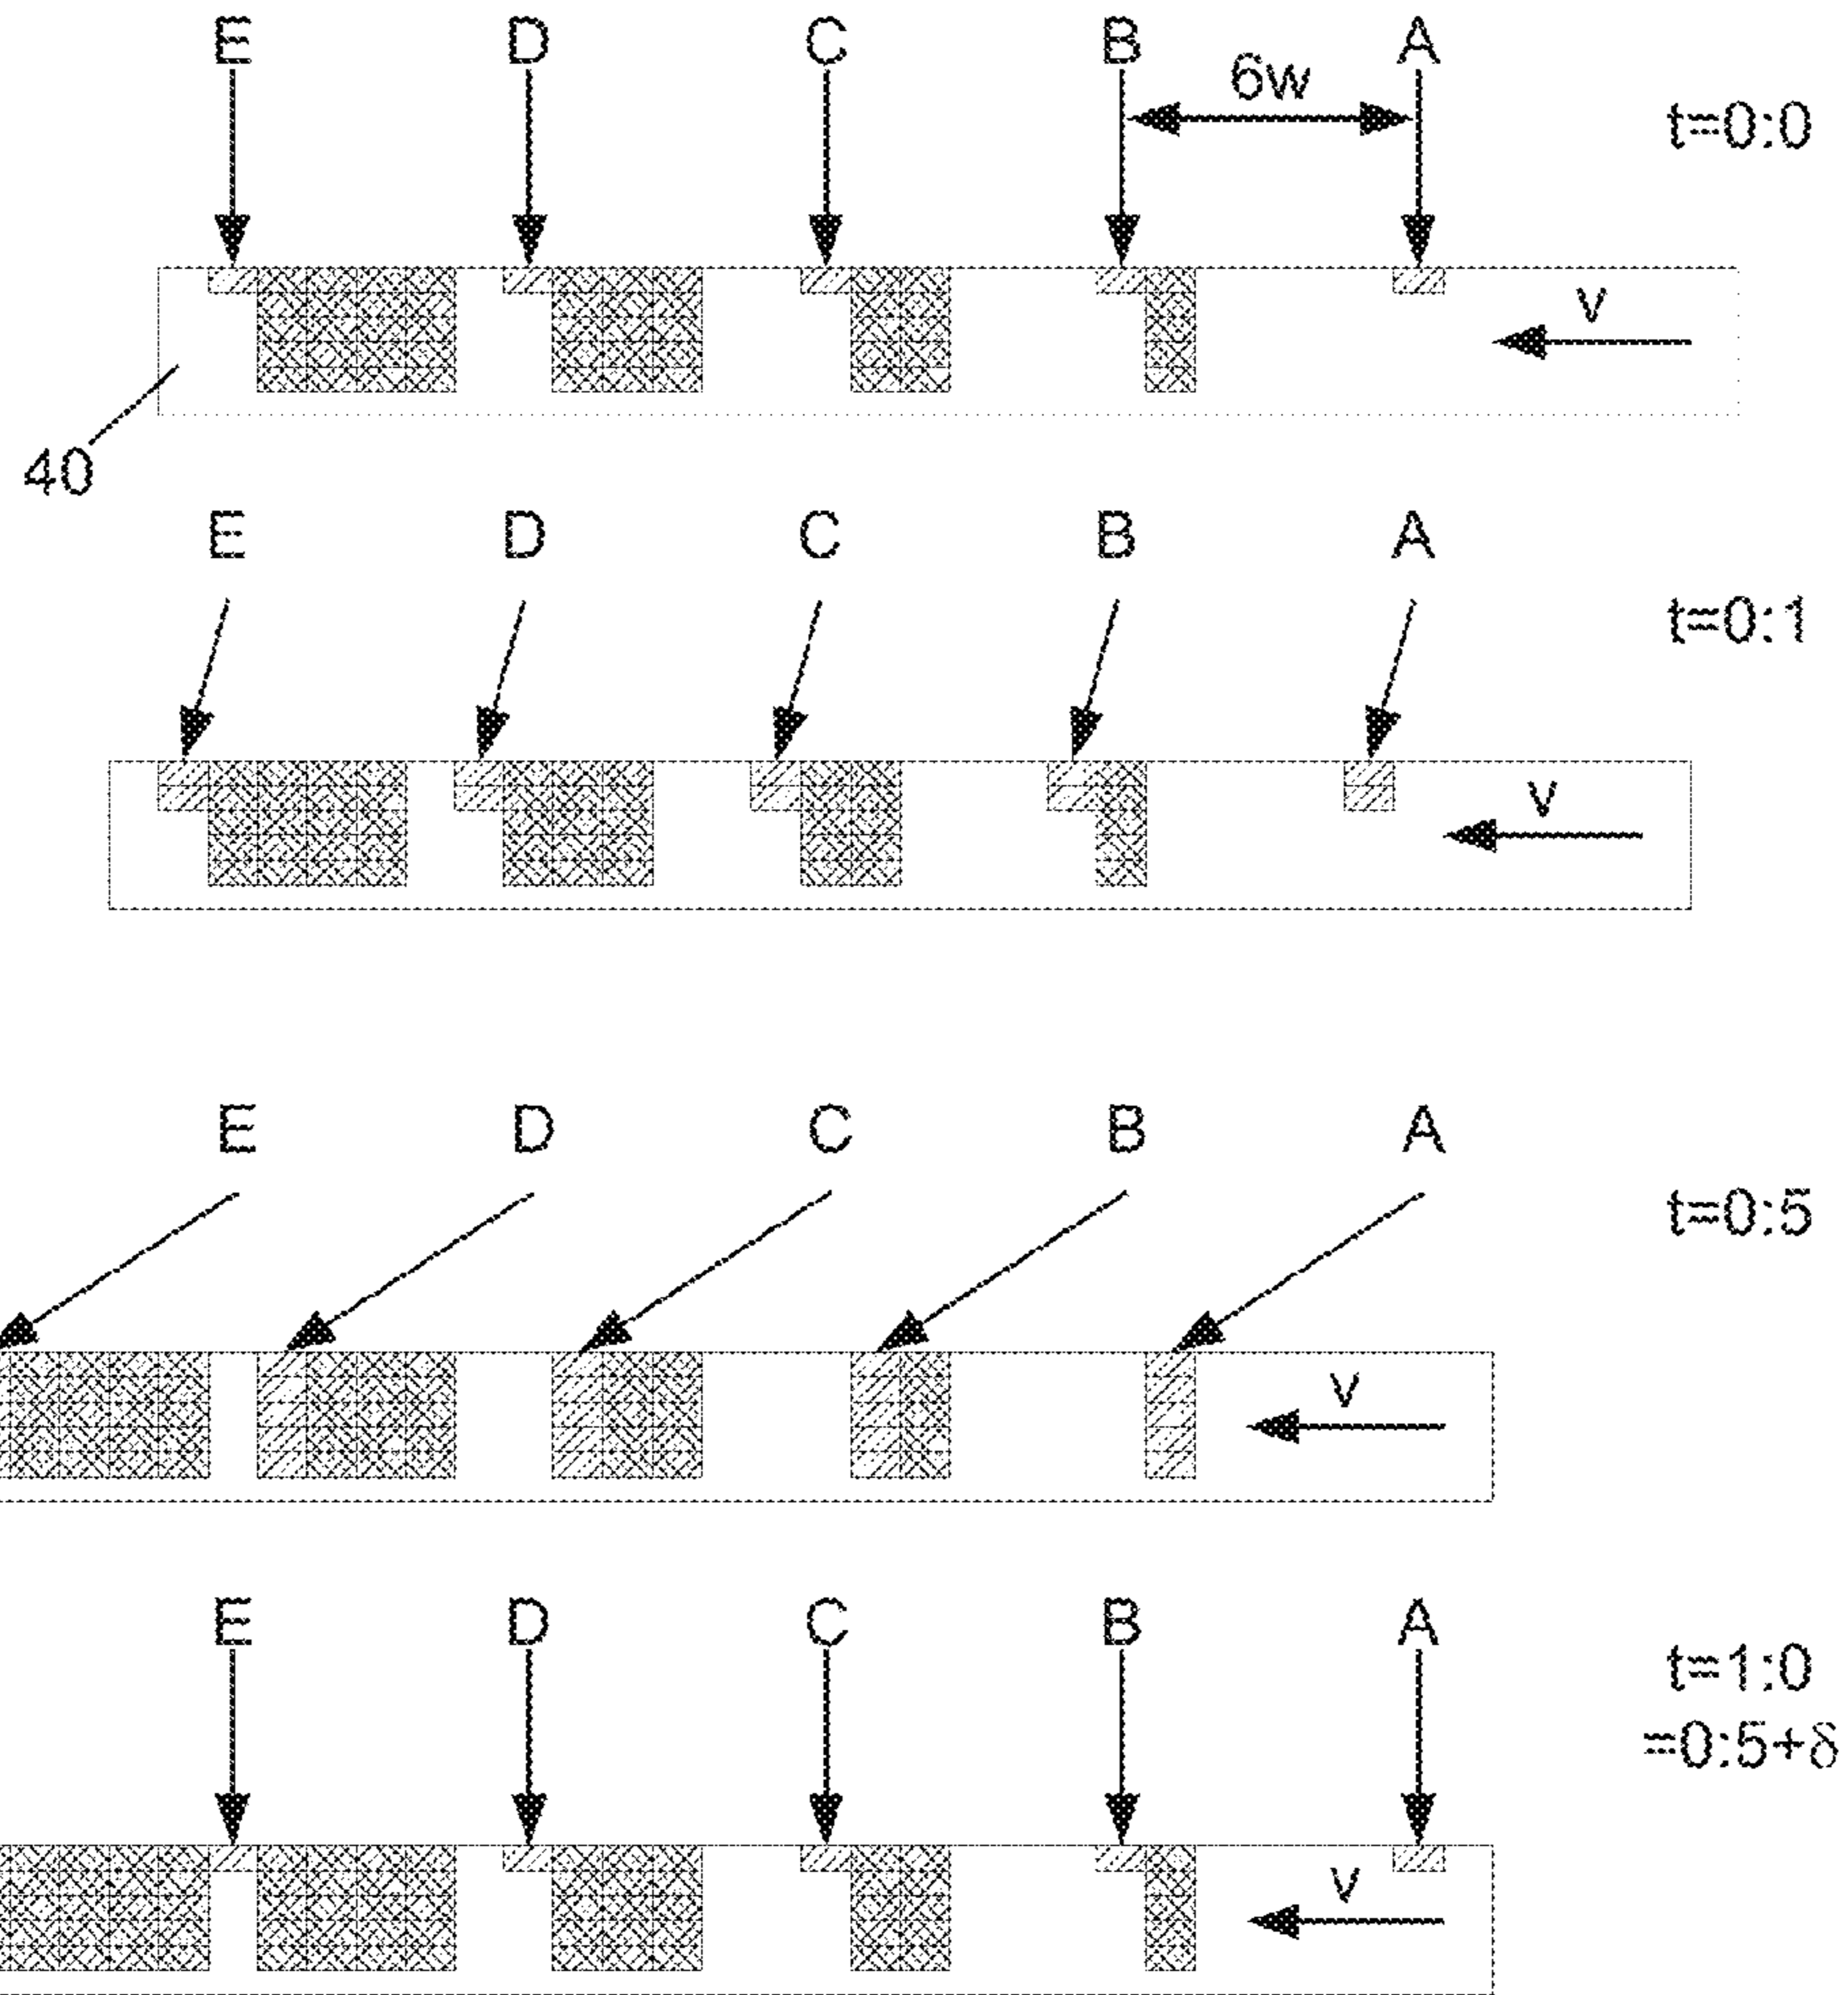 E D C B A
6w
t=0:0
v
40
E D C B A
t=0:1
v
E D C B A
t=0:5
v
E D C B A
t=1:0
=0:5+δ
v